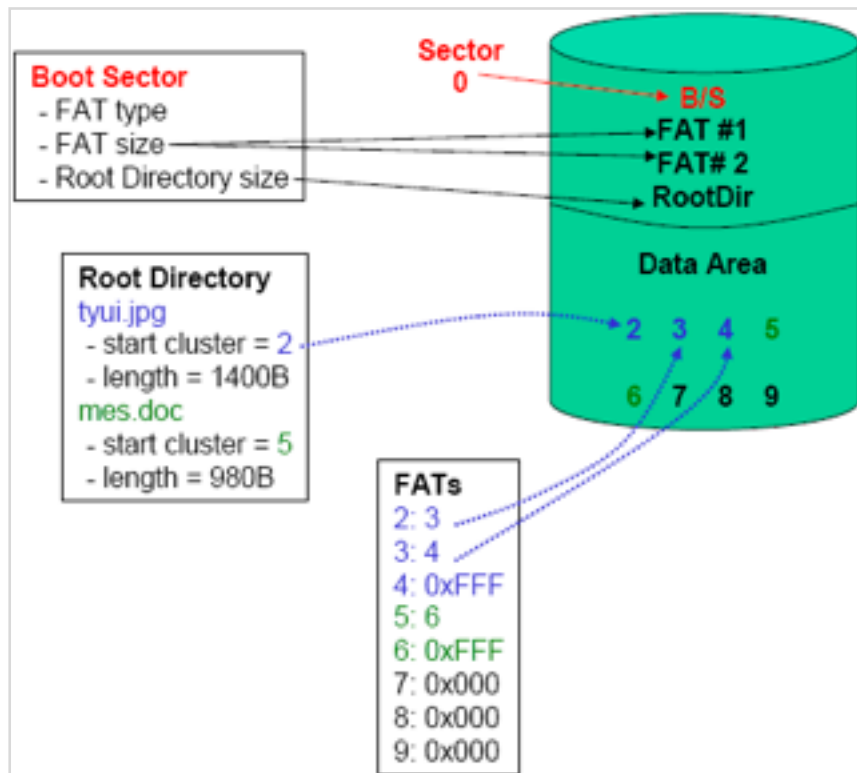 Boot Sector
- FAT type
- FAT size
- Root Directory size
Sector
0
B/S
FAT #1
FAT# 2
RootDir
Data Area
2 3 4 5
6 7 8 9
Root Directory
tyui.jpg
- start cluster = 2
- length = 1400B
mes.doc
- start cluster = 5
- length = 980B
FATs
2: 3
3: 4
4: 0xFFF
5: 6
6: 0xFFF
7: 0x000
8: 0x000
9: 0x000